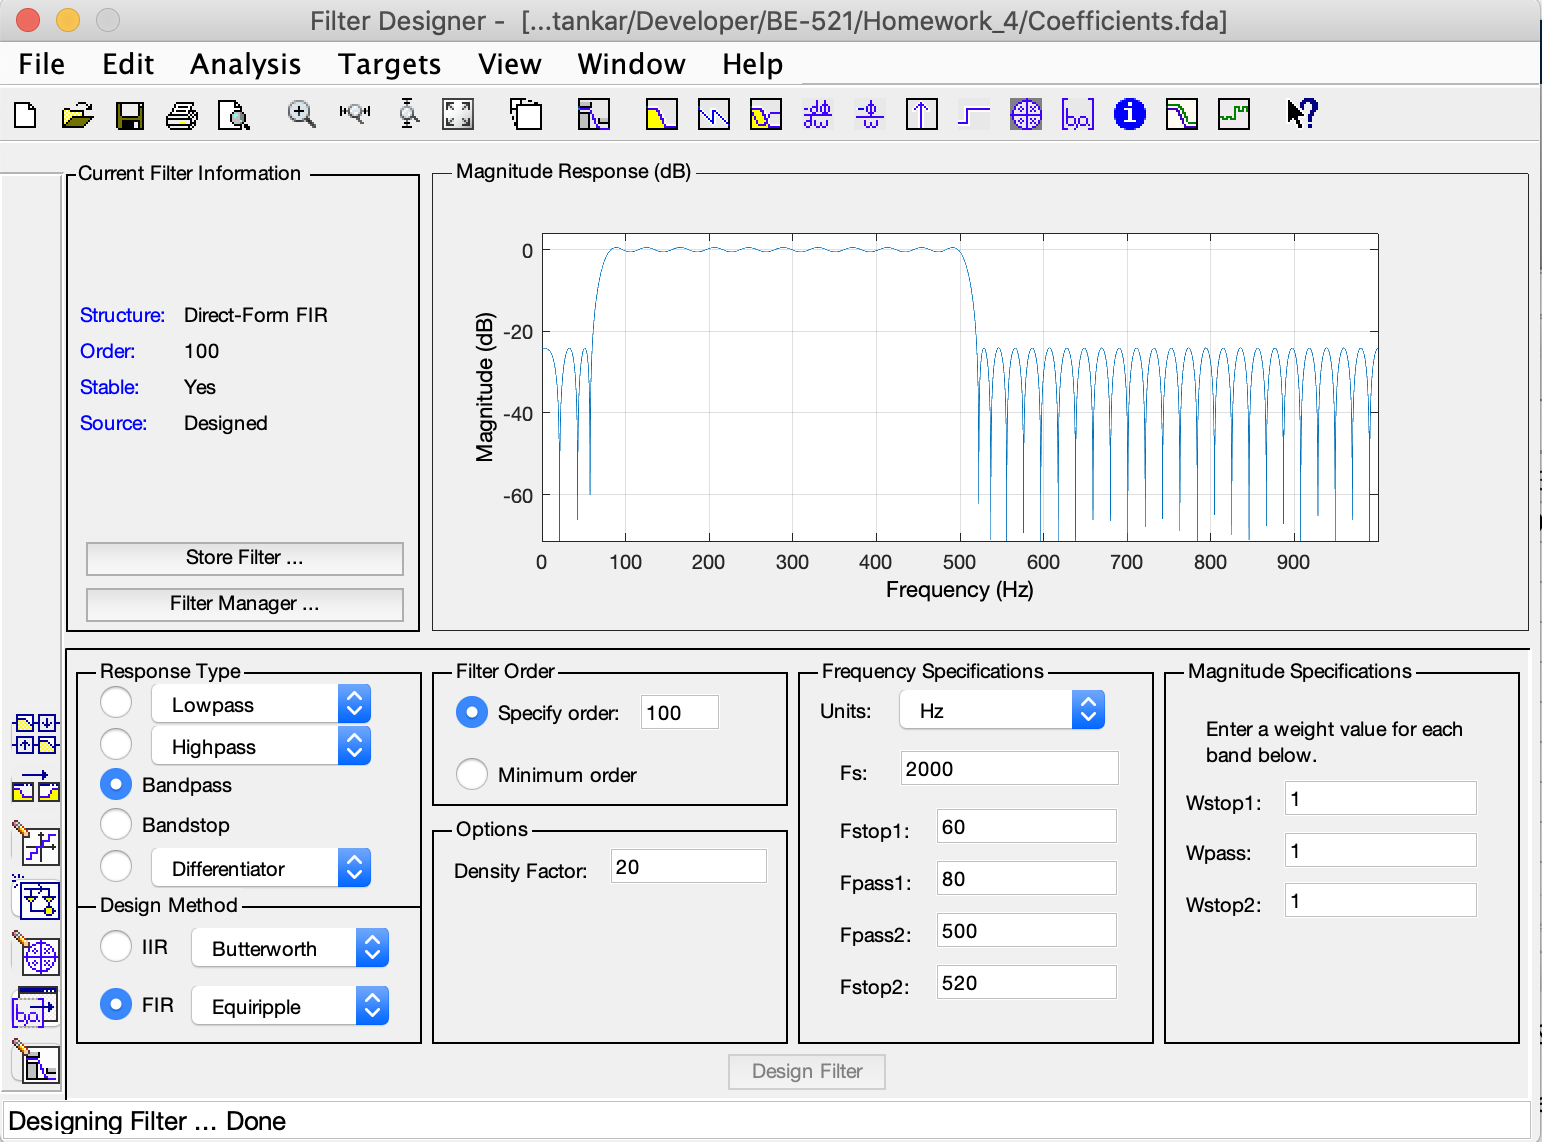 Filter Designer - [...tankar/Developer/BE-521/Homework_4/Coefficients.fda]
File Edit Analysis Targets View Window Help
Current Filter Information
Structure: Direct-Form FIR
Order: 100
Stable: Yes
Source: Designed
Store Filter ...
Filter Manager ...
Magnitude Response (dB)
Magnitude (dB)
0
-20
-40
-60
0 100 200 300 400 500 600 700 800 900
Frequency (Hz)
Response Type
Lowpass
Highpass
Bandpass
Bandstop
Differentiator
Design Method
IIR Butterworth
FIR Equiripple
Filter Order
Specify order: 100
Minimum order
Options
Density Factor: 20
Frequency Specifications
Units: Hz
Fs: 2000
Fstop1: 60
Fpass1: 80
Fpass2: 500
Fstop2: 520
Magnitude Specifications
Enter a weight value for each
band below.
Wstop1: 1
Wpass: 1
Wstop2: 1
Design Filter
Designing Filter ... Done